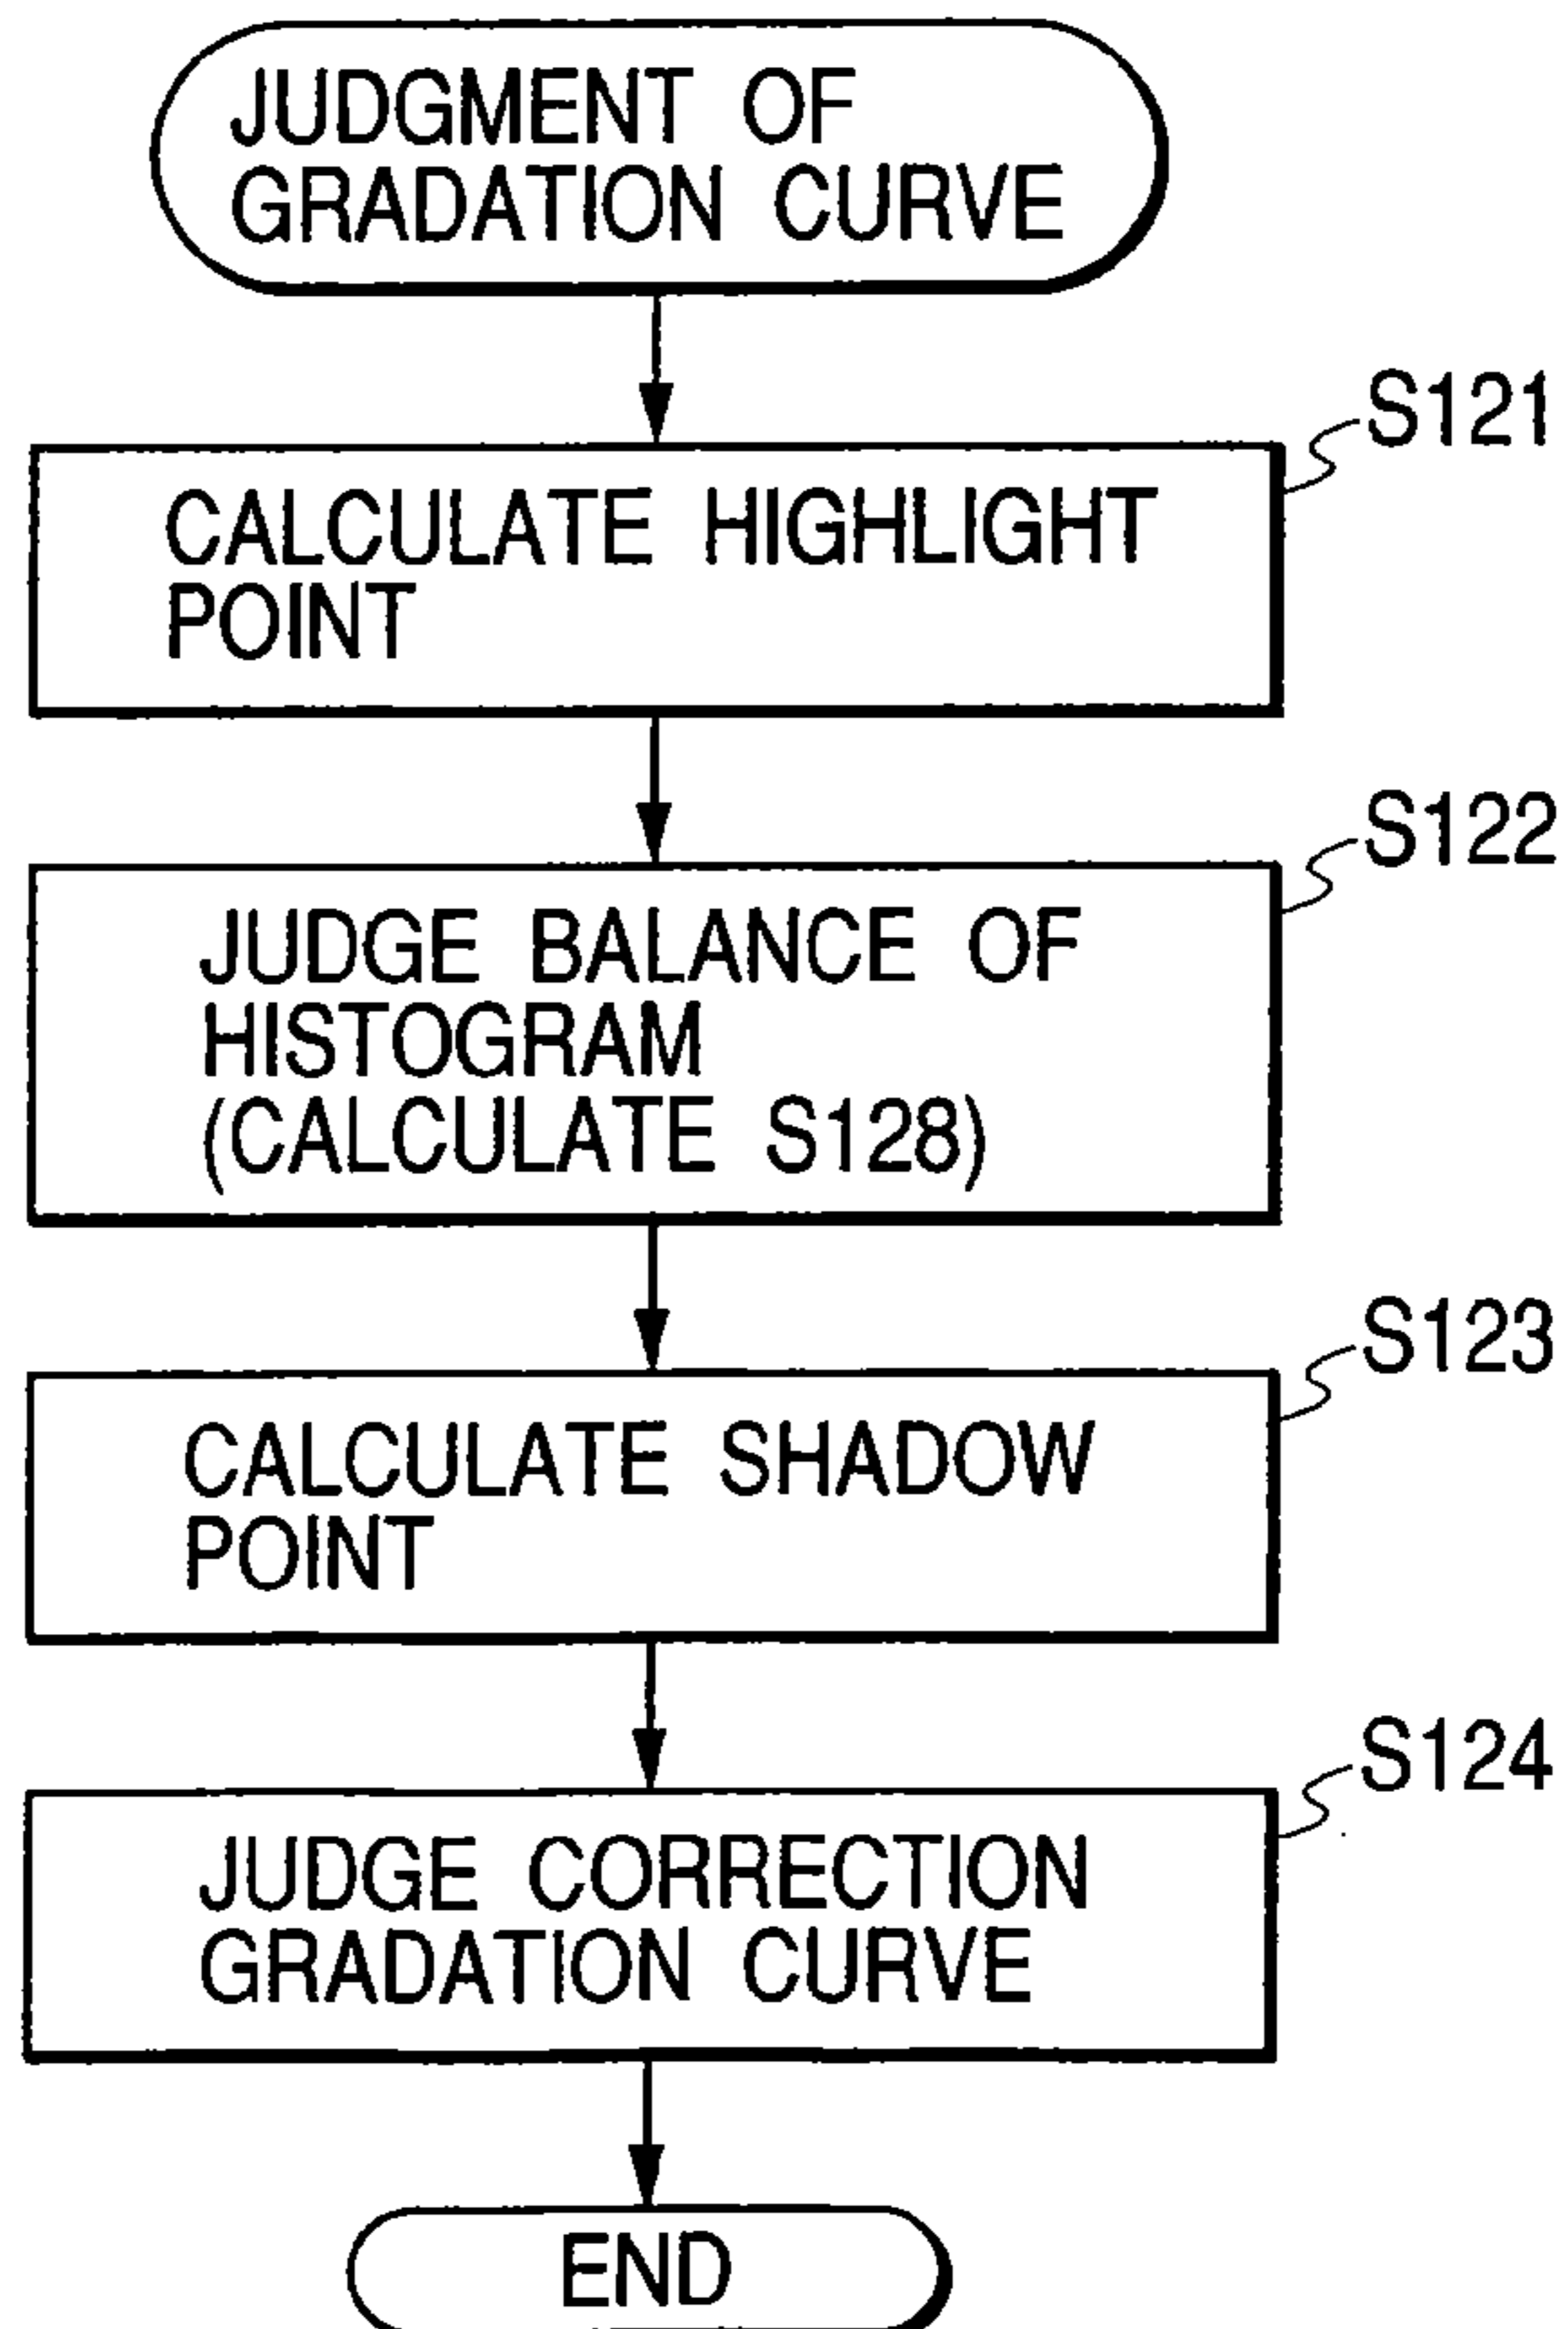 JUDGMENT OF
GRADATION CURVE
S121
CALCULATE HIGHLIGHT
POINT
S122
JUDGE BALANCE OF
HISTOGRAM
(CALCULATE S128)
S123
CALCULATE SHADOW
POINT
S124
JUDGE CORRECTION
GRADATION CURVE
END